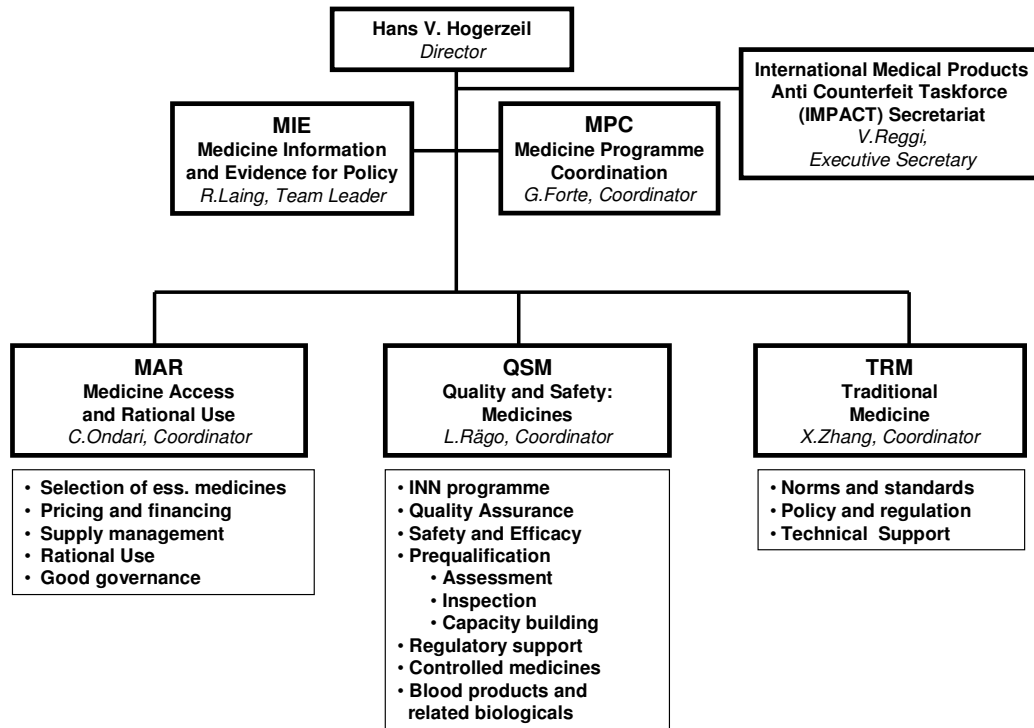 Hans V. Hogerzeil
Director
International Medical Products
Anti Counterfeit Taskforce
(IMPACT) Secretariat
V.Reggi,
Executive Secretary
MIE
Medicine Information
and Evidence for Policy
R.Laing, Team Leader
MPC
Medicine Programme
Coordination
G.Forte, Coordinator
MAR
Medicine Access
and Rational Use
C.Ondari, Coordinator
• Selection of ess. medicines
• Pricing and financing
• Supply management
• Rational Use
• Good governance
QSM
Quality and Safety:
Medicines
L.Rägo, Coordinator
• INN programme
• Quality Assurance
• Safety and Efficacy
• Prequalification
• Assessment
• Inspection
• Capacity building
• Regulatory support
• Controlled medicines
• Blood products and
related biologicals
TRM
Traditional
Medicine
X.Zhang, Coordinator
• Norms and standards
• Policy and regulation
• Technical Support